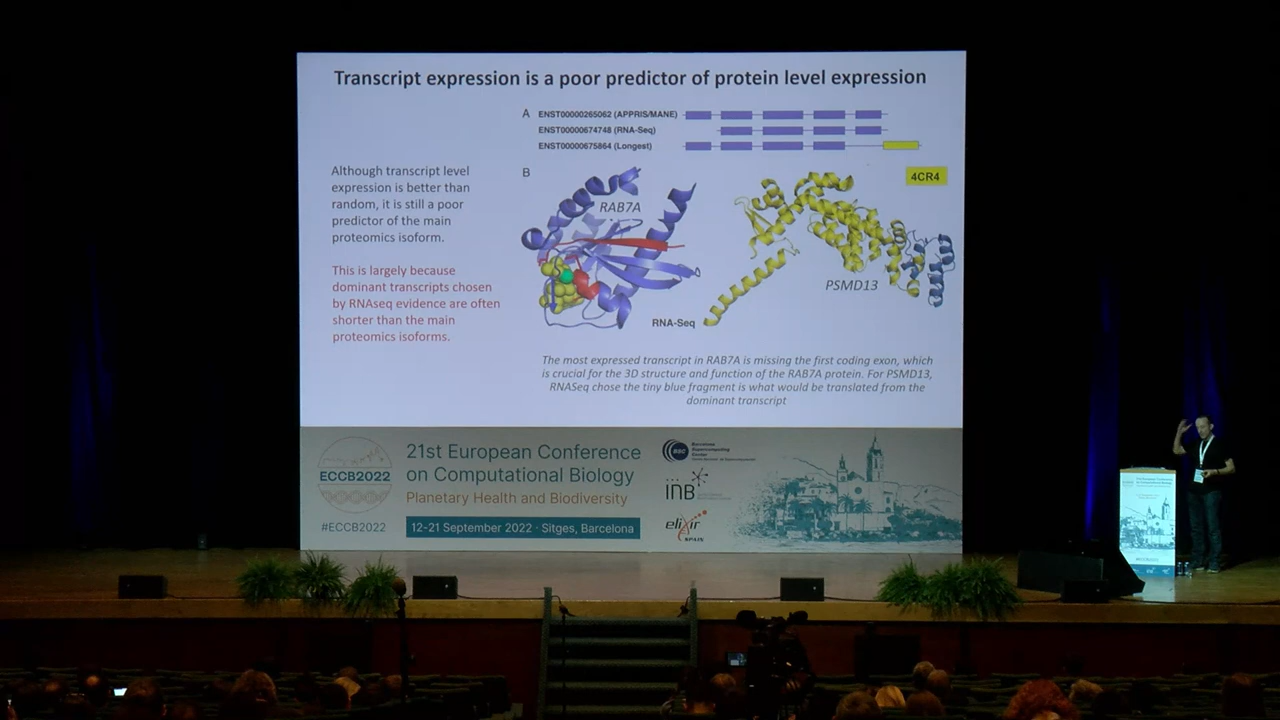 Transcript expression is a poor predictor of protein level expression
A
ENST00000265062 (APPRIS/MANE)
ENST00000674748 (RNA-Seq)
ENST00000675864 (Longest)
Although transcript level
expression is better than
random, it is still a poor
predictor of the main
proteomics isoform.
This is largely because
dominant transcripts chosen
by RNAseq evidence are often
shorter than the main
proteomics isoforms.
B
RAB7A
4CR4
PSMD13
RNA-Seq
The most expressed transcript in RAB7A is missing the first coding exon, which
is crucial for the 3D structure and function of the RAB7A protein. For PSMD13,
RNASeq chose the tiny blue fragment is what would be translated from the
dominant transcript
ECCB2022
#ECCB2022
21st European Conference
on Computational Biology
Planetary Health and Biodiversity
12-21 September 2022 · Sitges, Barcelona
BSC
Barcelona
Supercomputing
Center
INB
elixir
SPAIN